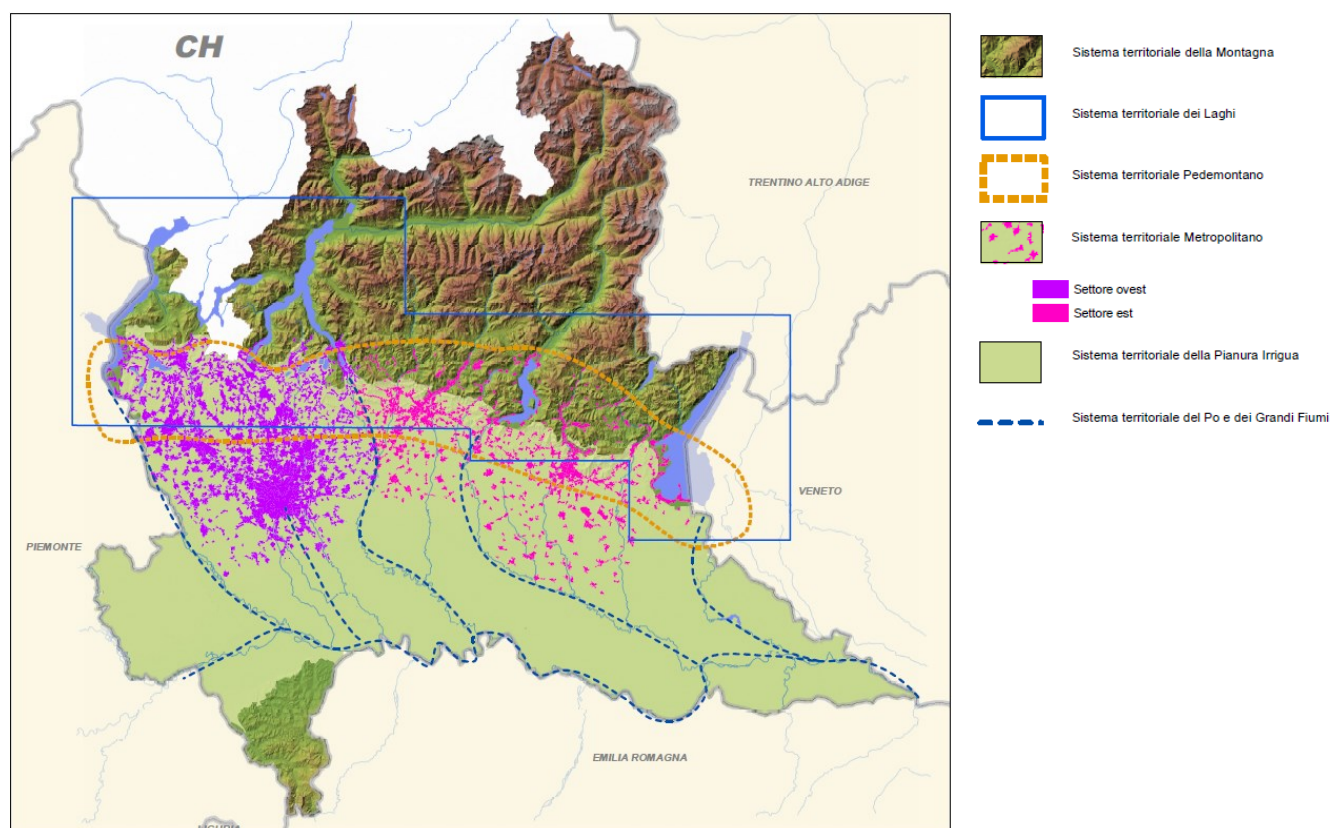 CH
TRENTINO ALTO ADIGE
VENETO
PIEMONTE
EMILIA ROMAGNA
LIGURIA
Sistema territoriale della Montagna
Sistema territoriale dei Laghi
Sistema territoriale Pedemontano
Sistema territoriale Metropolitano
Settore ovest
Settore est
Sistema territoriale della Pianura Irrigua
Sistema territoriale del Po e dei Grandi Fiumi